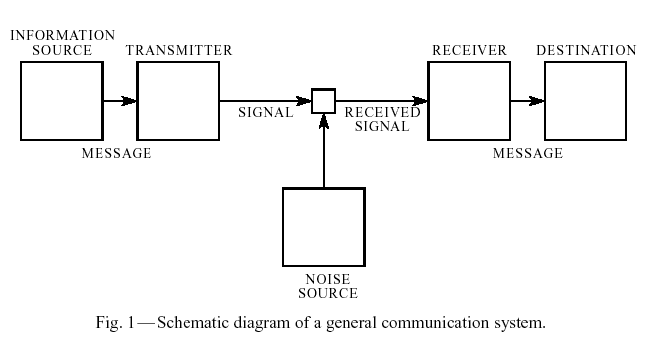 INFORMATION
SOURCE
TRANSMITTER
RECEIVER
DESTINATION
SIGNAL
RECEIVED
SIGNAL
MESSAGE
MESSAGE
NOISE
SOURCE
Fig. 1—Schematic diagram of a general communication system.